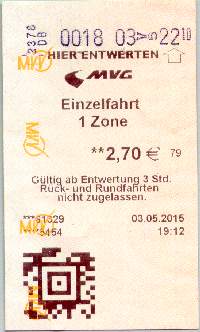 0018 03 22
HIER ENTWERTEN
MVG
Einzelfahrt
1 Zone
**2,70 € 79
Gültig ab Entwertung 3 Std.
Rück- und Rundfahrten
nicht zugelassen.
03.05.2015
19:12